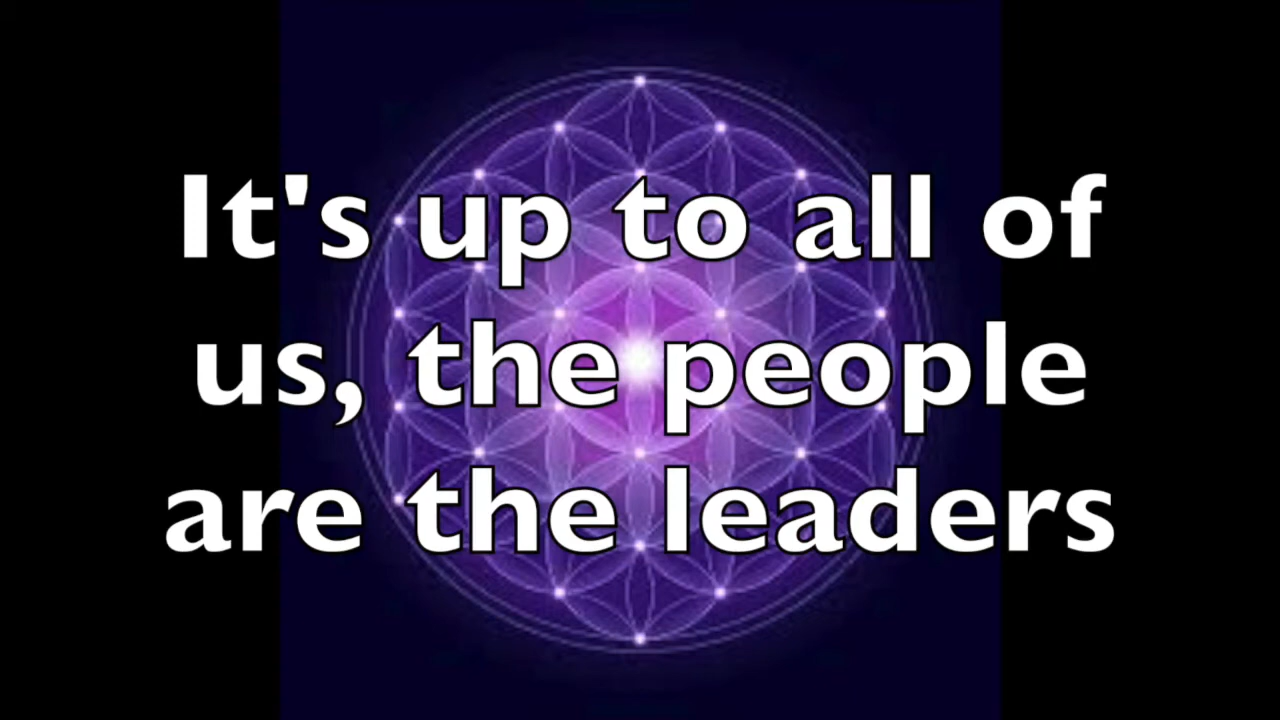 It's up to all of
us, the people
are the leaders